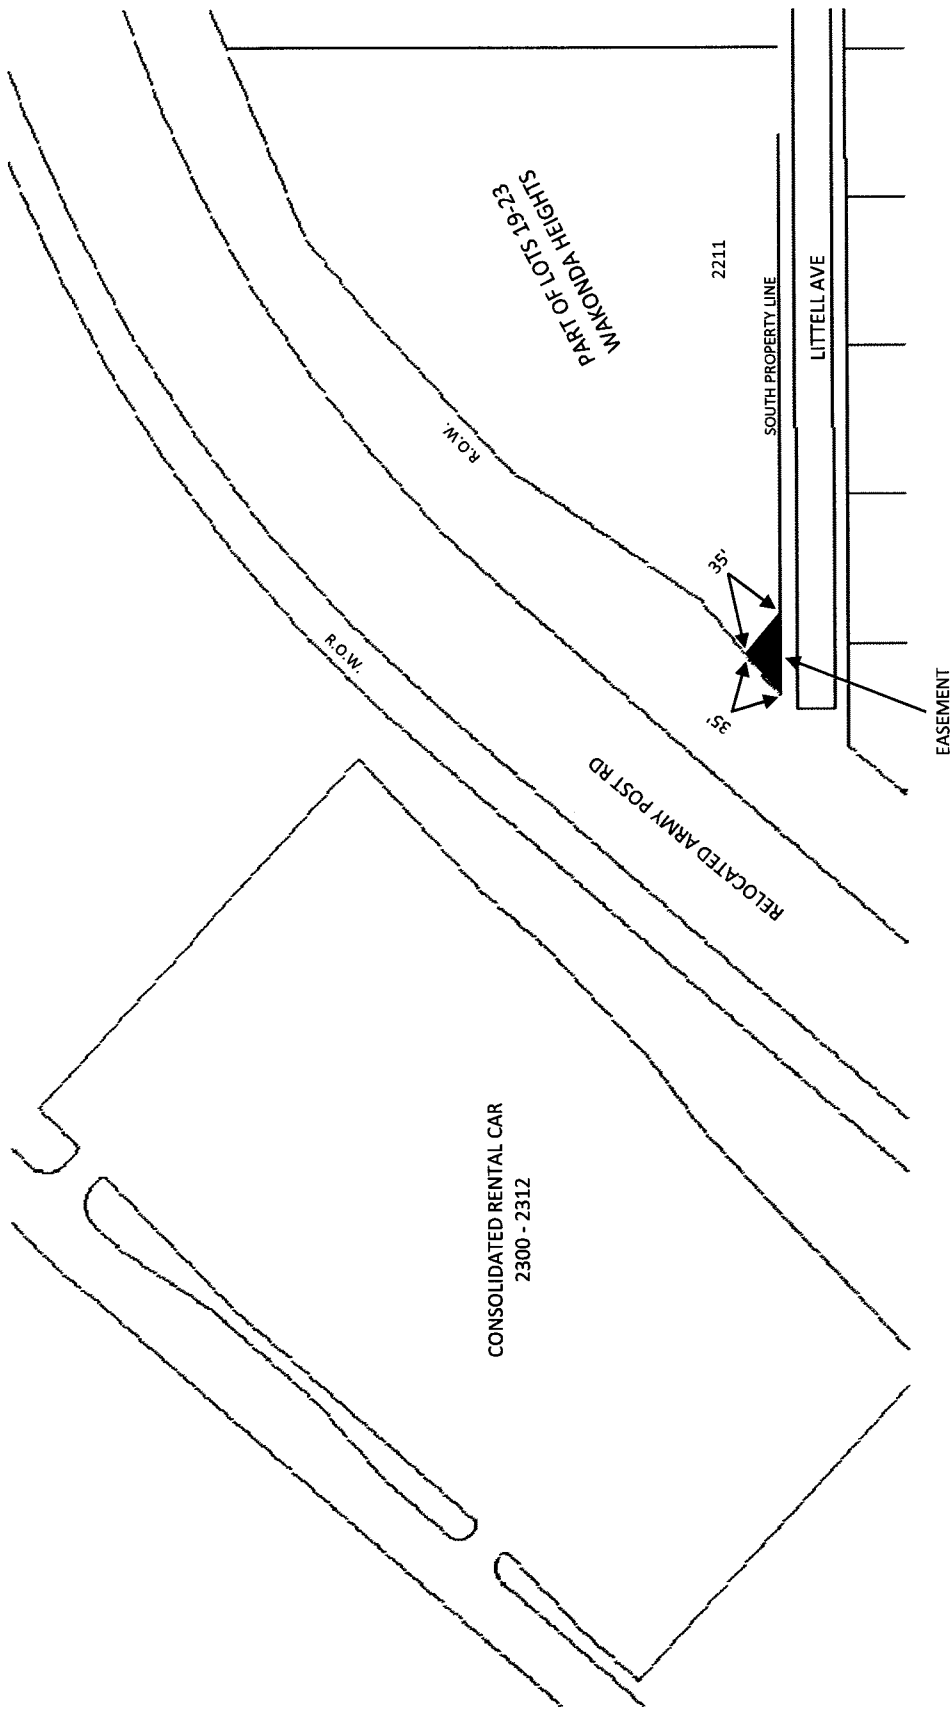 PART OF LOTS 19-23
WAKONDA HEIGHTS
2211
SOUTH PROPERTY LINE
LITTELL AVE
R.O.W.
35'
R.O.W.
35'
EASEMENT
RELOCATED ARMY POST RD
CONSOLIDATED RENTAL CAR
2300 - 2312